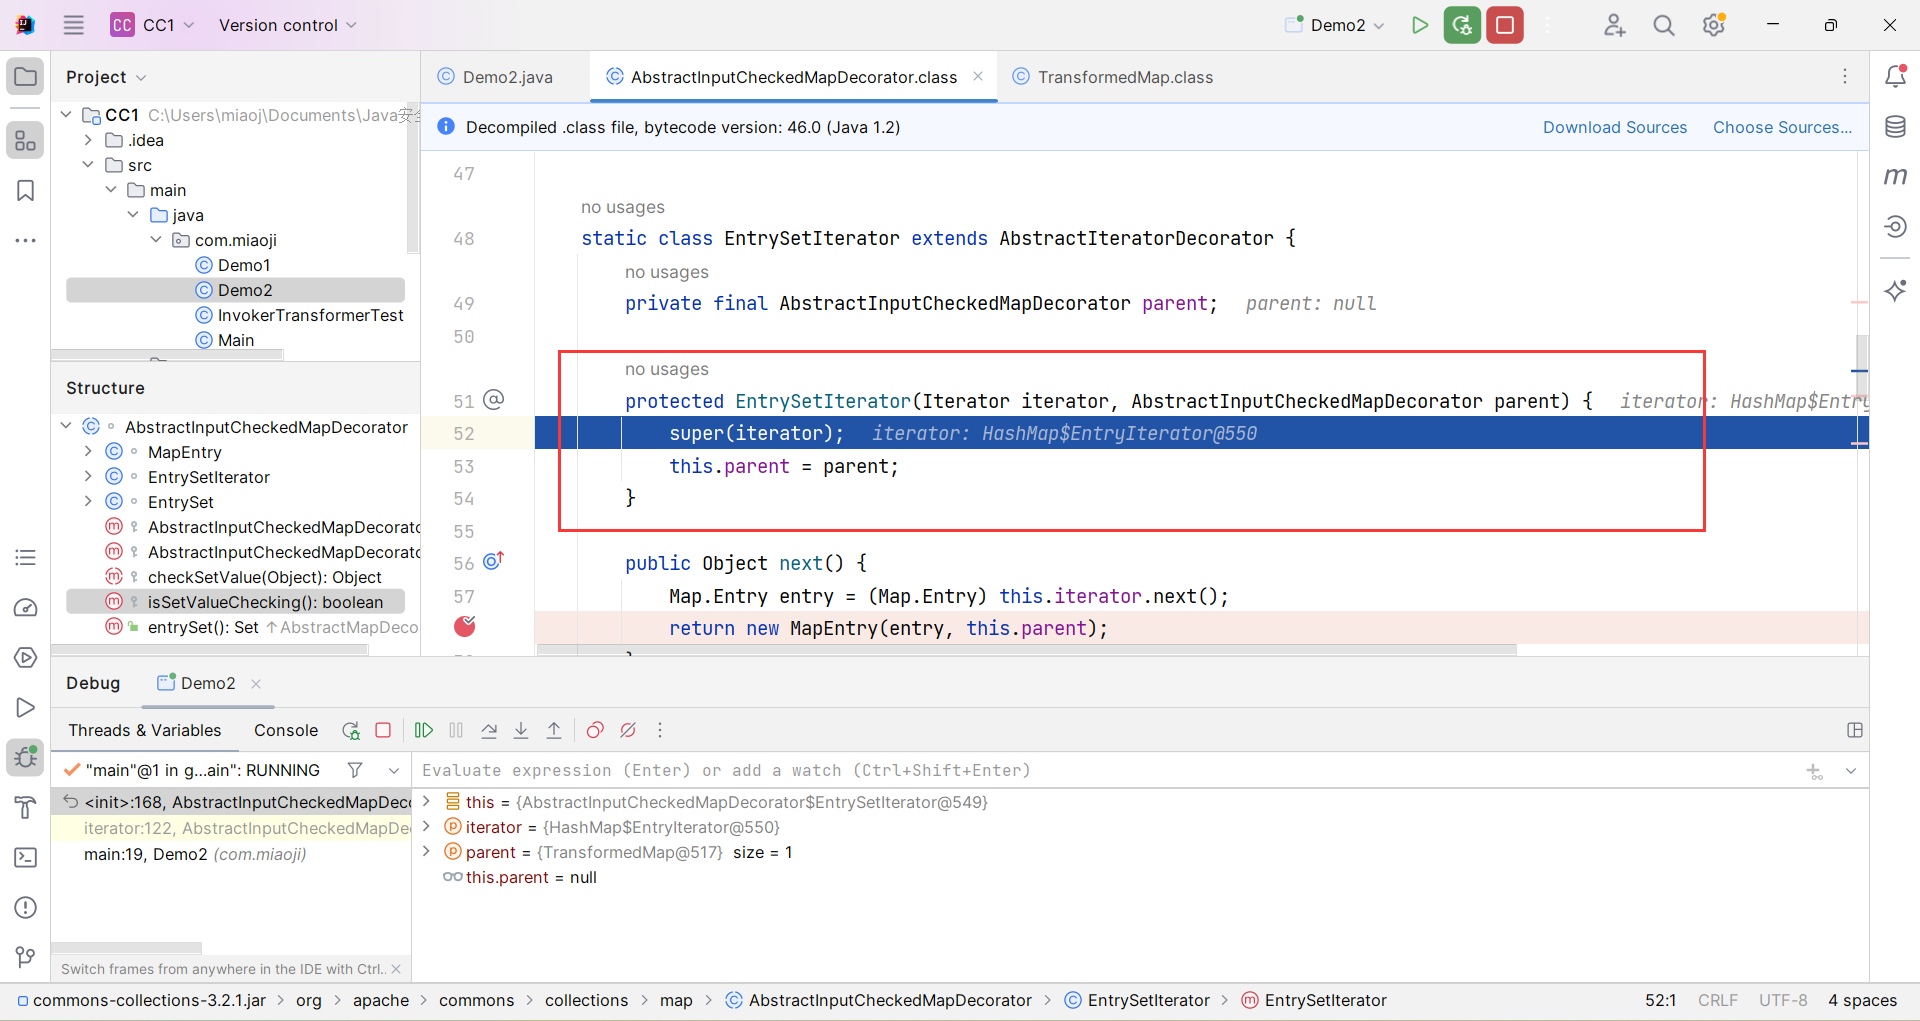 CC CC1 Version control Demo2
Project
CC1 C:\Users\miaoj\Documents\Java安全
.idea
src
main
java
com.miaoji
Demo1
Demo2
InvokerTransformerTest
Main
Structure
AbstractInputCheckedMapDecorator
MapEntry
EntrySetIterator
EntrySet
AbstractInputCheckedMapDecorato
AbstractInputCheckedMapDecorato
checkSetValue(Object): Object
isSetValueChecking(): boolean
entrySet(): Set ↑AbstractMapDeco
Demo2.java AbstractInputCheckedMapDecorator.class TransformedMap.class
Decompiled .class file, bytecode version: 46.0 (Java 1.2) Download Sources Choose Sources...
47
no usages
48 static class EntrySetIterator extends AbstractIteratorDecorator {
no usages
49 private final AbstractInputCheckedMapDecorator parent; parent: null
50
no usages
51 @ protected EntrySetIterator(Iterator iterator, AbstractInputCheckedMapDecorator parent) { iterator: HashMap$Entry
52 super(iterator); iterator: HashMap$EntryIterator@550
53 this.parent = parent;
54 }
55
56 public Object next() {
57 Map.Entry entry = (Map.Entry) this.iterator.next();
return new MapEntry(entry, this.parent);
Debug Demo2
Threads & Variables Console
"main"@1 in g...ain": RUNNING
<init>:168, AbstractInputCheckedMapDeco
iterator:122, AbstractInputCheckedMapDe
main:19, Demo2 (com.miaoji)
Switch frames from anywhere in the IDE with Ctrl..
Evaluate expression (Enter) or add a watch (Ctrl+Shift+Enter)
this = {AbstractInputCheckedMapDecorator$EntrySetIterator@549}
iterator = {HashMap$EntryIterator@550}
parent = {TransformedMap@517} size = 1
this.parent = null
commons-collections-3.2.1.jar > org > apache > commons > collections > map > AbstractInputCheckedMapDecorator > EntrySetIterator > EntrySetIterator 52:1 CRLF UTF-8 4 spaces